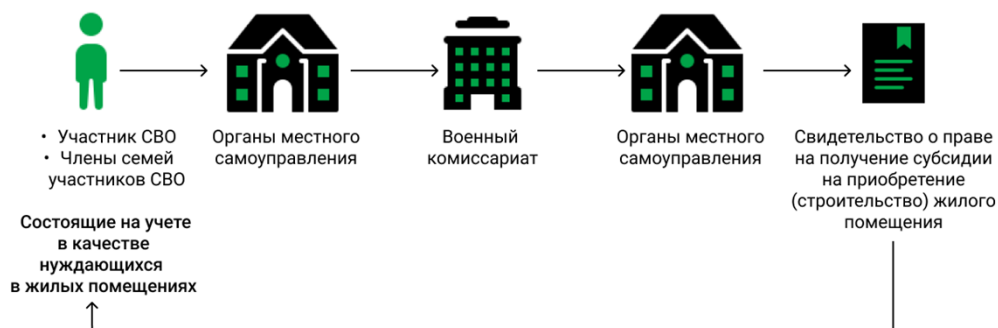 • Участник СВО
• Члены семей
участников СВО
Состоящие на учете
в качестве
нуждающихся
в жилых помещениях
Органы местного
самоуправления
Военный
комиссариат
Органы местного
самоуправления
Свидетельство о праве
на получение субсидии
на приобретение
(строительство) жилого
помещения